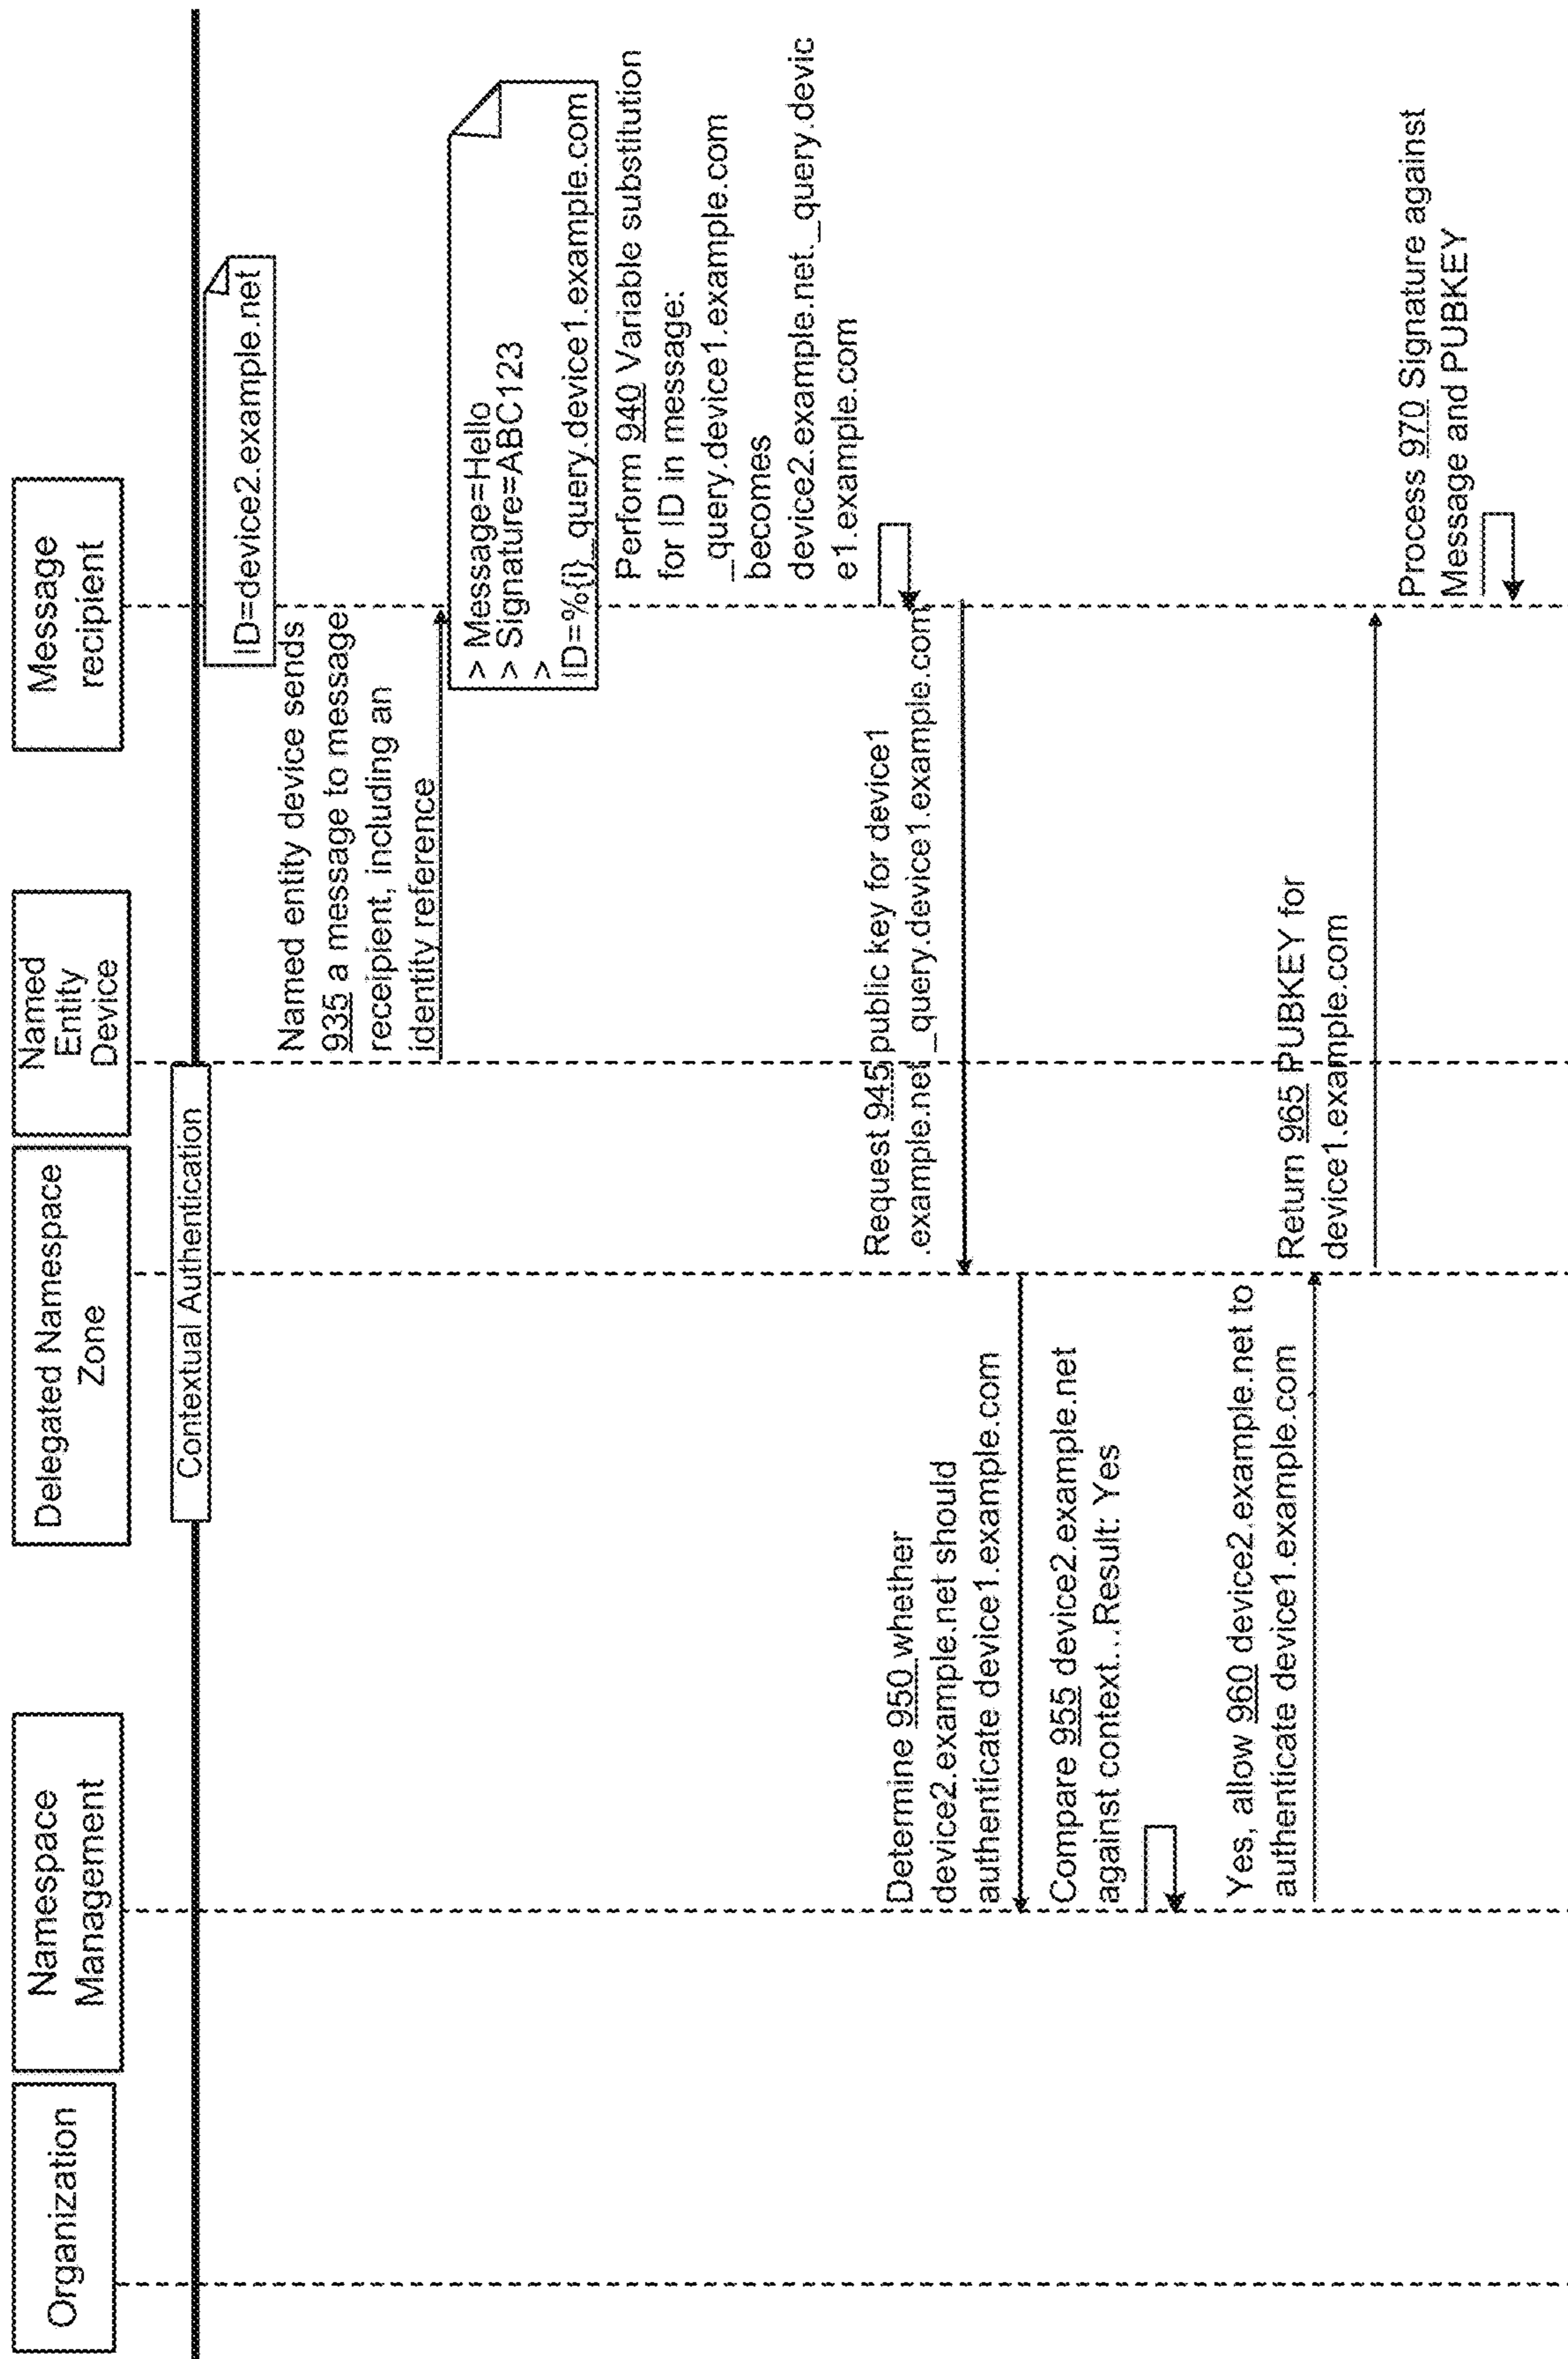 Organization
Namespace
Management
Delegated Namespace
Zone
Named
Entity
Device
Message
recipient
Contextual Authentication
ID=device2.example.net
Named entity device sends
935 a message to message
receipient, including an
identity reference
> Message=Hello
> Signature=ABC123
>
ID=%{i}_query.device1.example.com
Perform 940 Variable substitution
for ID in message:
_query.device1.example.com
becomes
device2.example.net._query.devic
e1.example.com
Request 945 public key for device1
.example.net._query.device1.example.com
Determine 950 whether
device2.example.net should
authenticate device1.example.com
Compare 955 device2.example.net
against context...Result: Yes
Yes, allow 960 device2.example.net to
authenticate device1.example.com
Return 965 PUBKEY for
device1.example.com
Process 970 Signature against
Message and PUBKEY